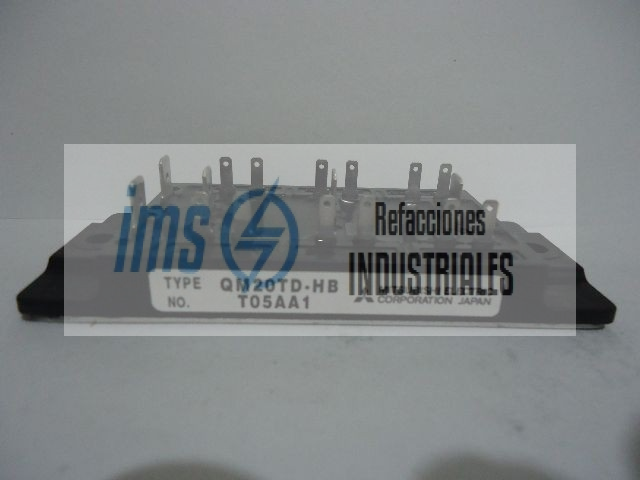 ims
Refacciones
INDUSTRIALES
TYPE QM20TD-HB
NO. T05AA1
CORPORATION JAPAN